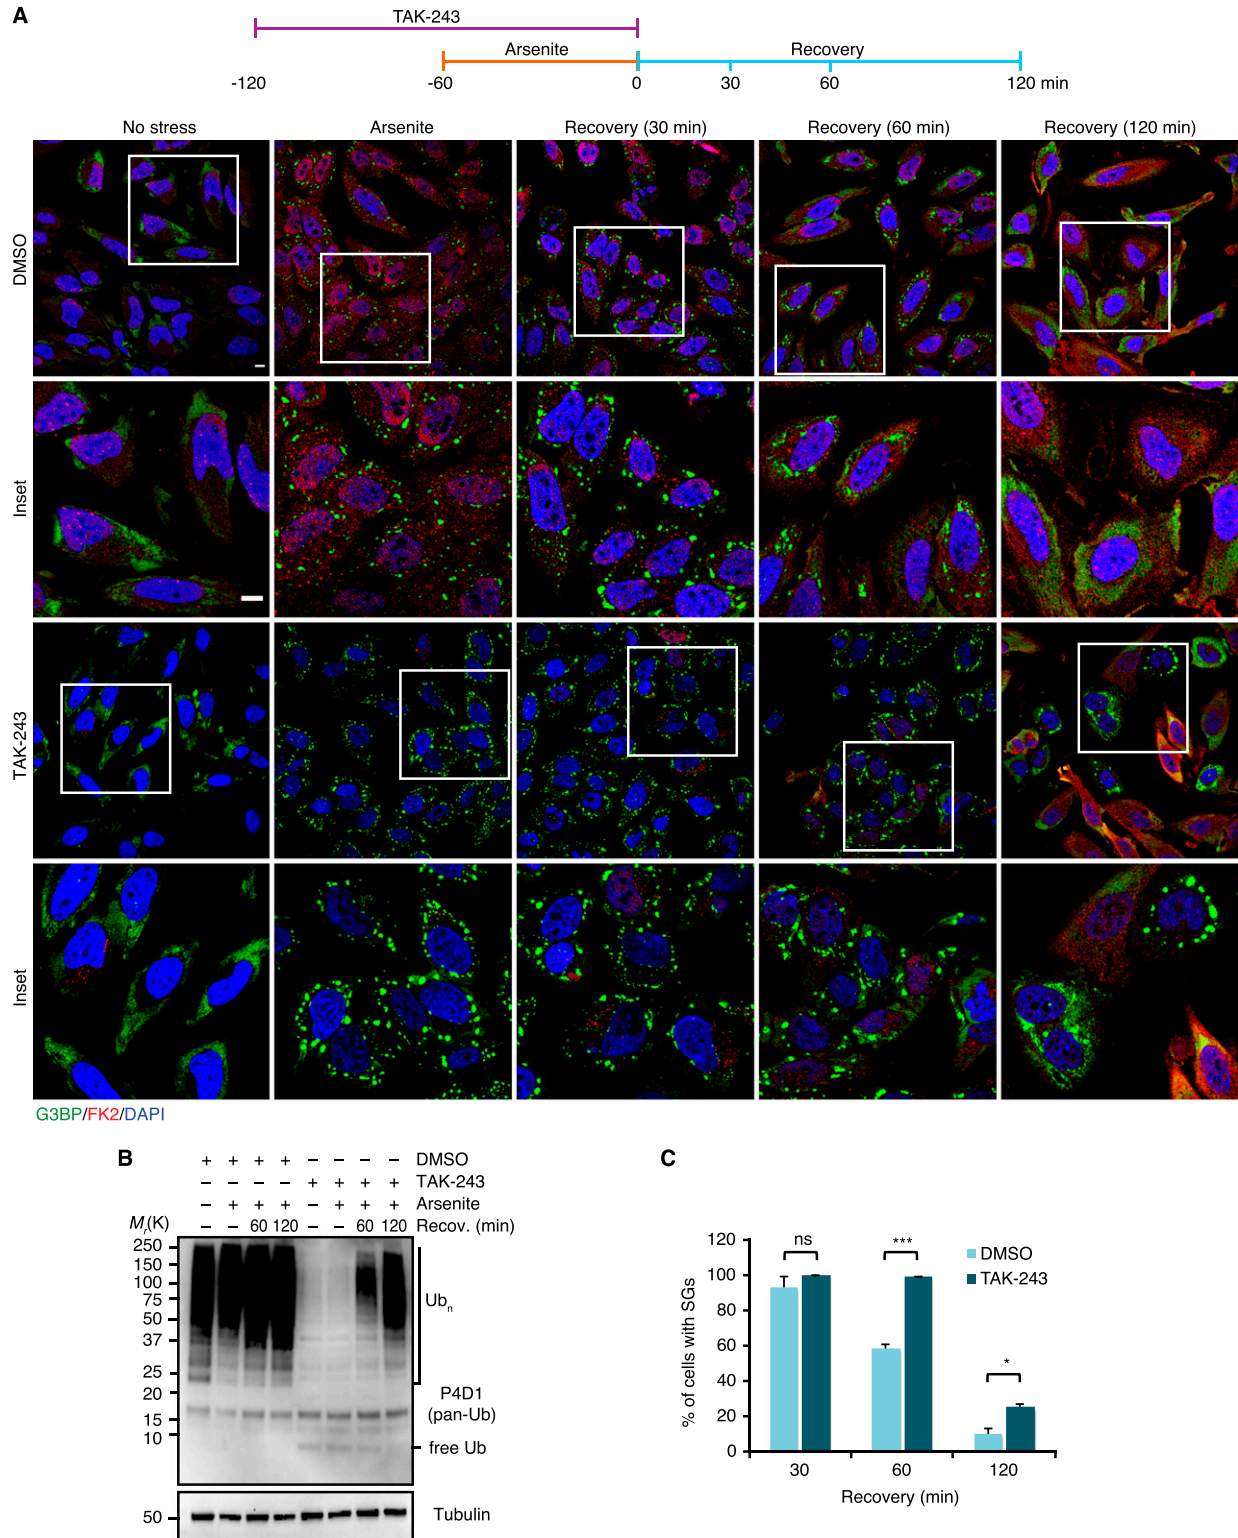 A
TAK-243
Arsenite
Recovery
-120
-60
0
30
60
120 min
No stress
Arsenite
Recovery (30 min)
Recovery (60 min)
Recovery (120 min)
DMSO
Inset
TAK-243
Inset
G3BP/FK2/DAPI
B
+ + + + – – – – DMSO
– – – – + + + + TAK-243
– + + + – + + + Arsenite
Mr(K) – – 60 120 – – 60 120 Recov. (min)
250
150
100
75
50
37
25
20
15
10
Ubn
P4D1
(pan-Ub)
free Ub
50
Tubulin
C
% of cells with SGs
120
100
80
60
40
20
0
ns
***
*
DMSO
TAK-243
30
60
120
Recovery (min)